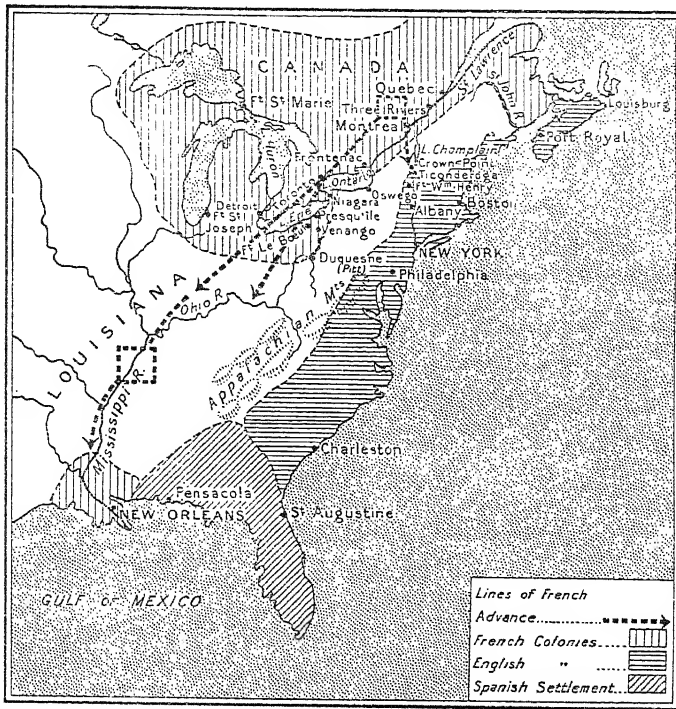 CANADA
Quebec
St. Lawrence
St. John R.
Louisburg
Ft St Marie
Three Rivers
Montreal
Port Royal
Huron
Frontenac
L. Champlain
Crown Point
Ticonderoga
Ft Wm Henry
Ontario
Oswego
Albany
Boston
Detroit
Ft St
Joseph
L. Erie
Niagara
Presqu'ile
Ft Le Boeuf
Venango
Duquesne
(Pitt)
NEW YORK
Philadelphia
LOUISIANA
Ohio R.
Appalachian Mts
Mississippi R.
Charleston
Pensacola
NEW ORLEANS
St Augustine
GULF OF MEXICO
Lines of French
Advance
French Colonies
English "
Spanish Settlement